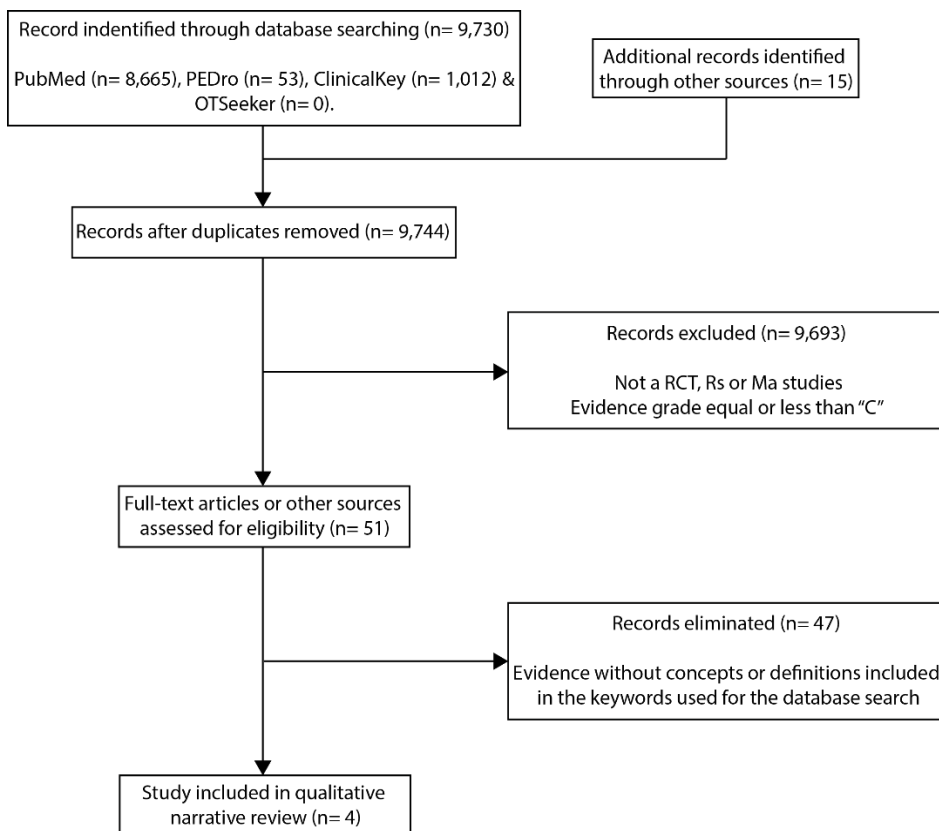 Record indentified through database searching (n= 9,730)
PubMed (n= 8,665), PEDro (n= 53), ClinicalKey (n= 1,012) &
OTSeeker (n= 0).
Additional records identified
through other sources (n= 15)
Records after duplicates removed (n= 9,744)
Records excluded (n= 9,693)
Not a RCT, Rs or Ma studies
Evidence grade equal or less than “C”
Full-text articles or other sources
assessed for eligibility (n= 51)
Records eliminated (n= 47)
Evidence without concepts or definitions included
in the keywords used for the database search
Study included in qualitative
narrative review (n= 4)